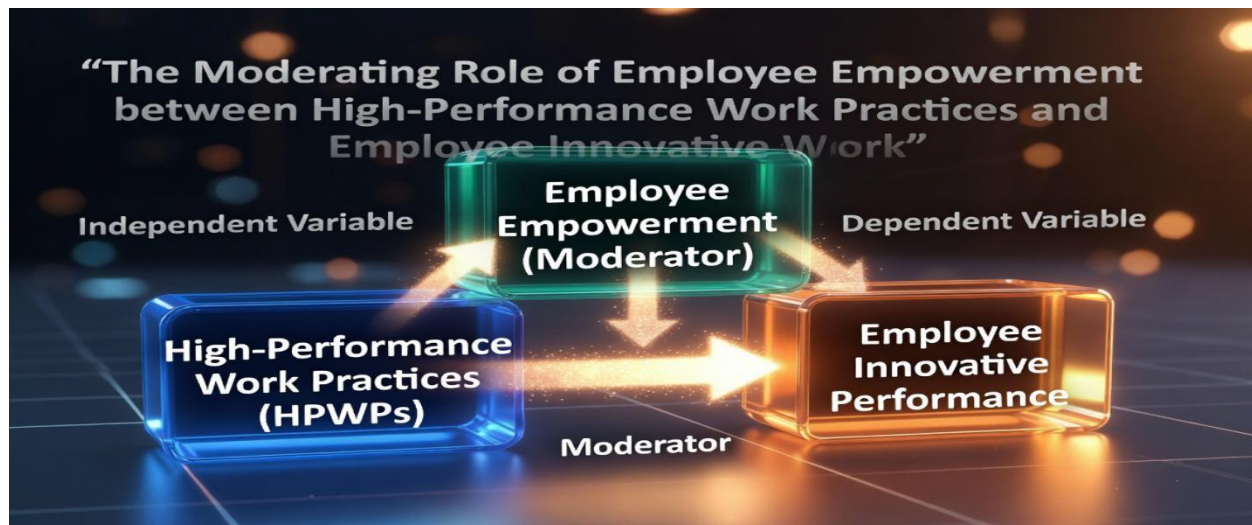 “The Moderating Role of Employee Empowerment
between High-Performance Work Practices and
Employee Innovative Work”
Independent Variable
Employee
Empowerment
(Moderator)
Dependent Variable
High-Performance
Work Practices
(HPWPs)
Employee
Innovative
Performance
Moderator